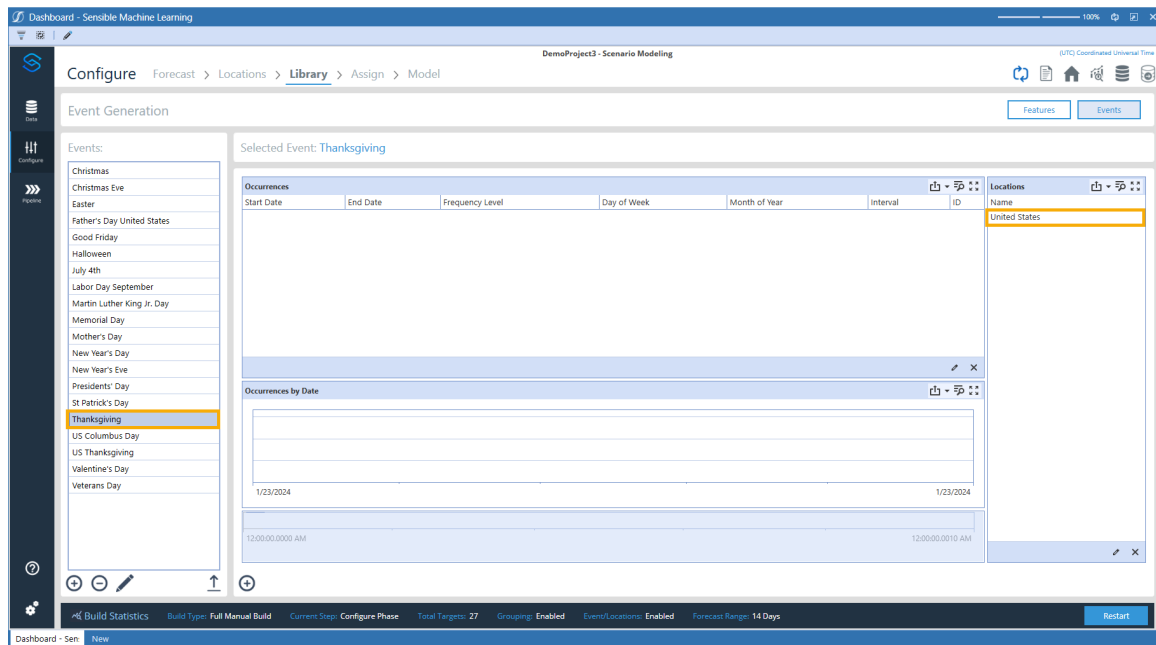 Dashboard - Sensible Machine Learning
100%
DemoProject3 - Scenario Modeling
(UTC) Coordinated Universal Time
Configure Forecast > Locations > Library > Assign > Model
Data
Configure
Pipeline
Event Generation
Features
Events
Events:
Christmas
Christmas Eve
Easter
Father's Day United States
Good Friday
Halloween
July 4th
Labor Day September
Martin Luther King Jr. Day
Memorial Day
Mother's Day
New Year's Day
New Year's Eve
Presidents' Day
St Patrick's Day
Thanksgiving
US Columbus Day
US Thanksgiving
Valentine's Day
Veterans Day
Selected Event: Thanksgiving
Occurrences
Start Date End Date Frequency Level Day of Week Month of Year Interval ID
Locations
Name
United States
Occurrences by Date
1/23/2024 1/23/2024
12:00:00.0000 AM 12:00:00.0010 AM
Build Statistics Build Type: Full Manual Build Current Step: Configure Phase Total Targets: 27 Grouping: Enabled Event/Locations: Enabled Forecast Range: 14 Days Restart
Dashboard - Sen: New